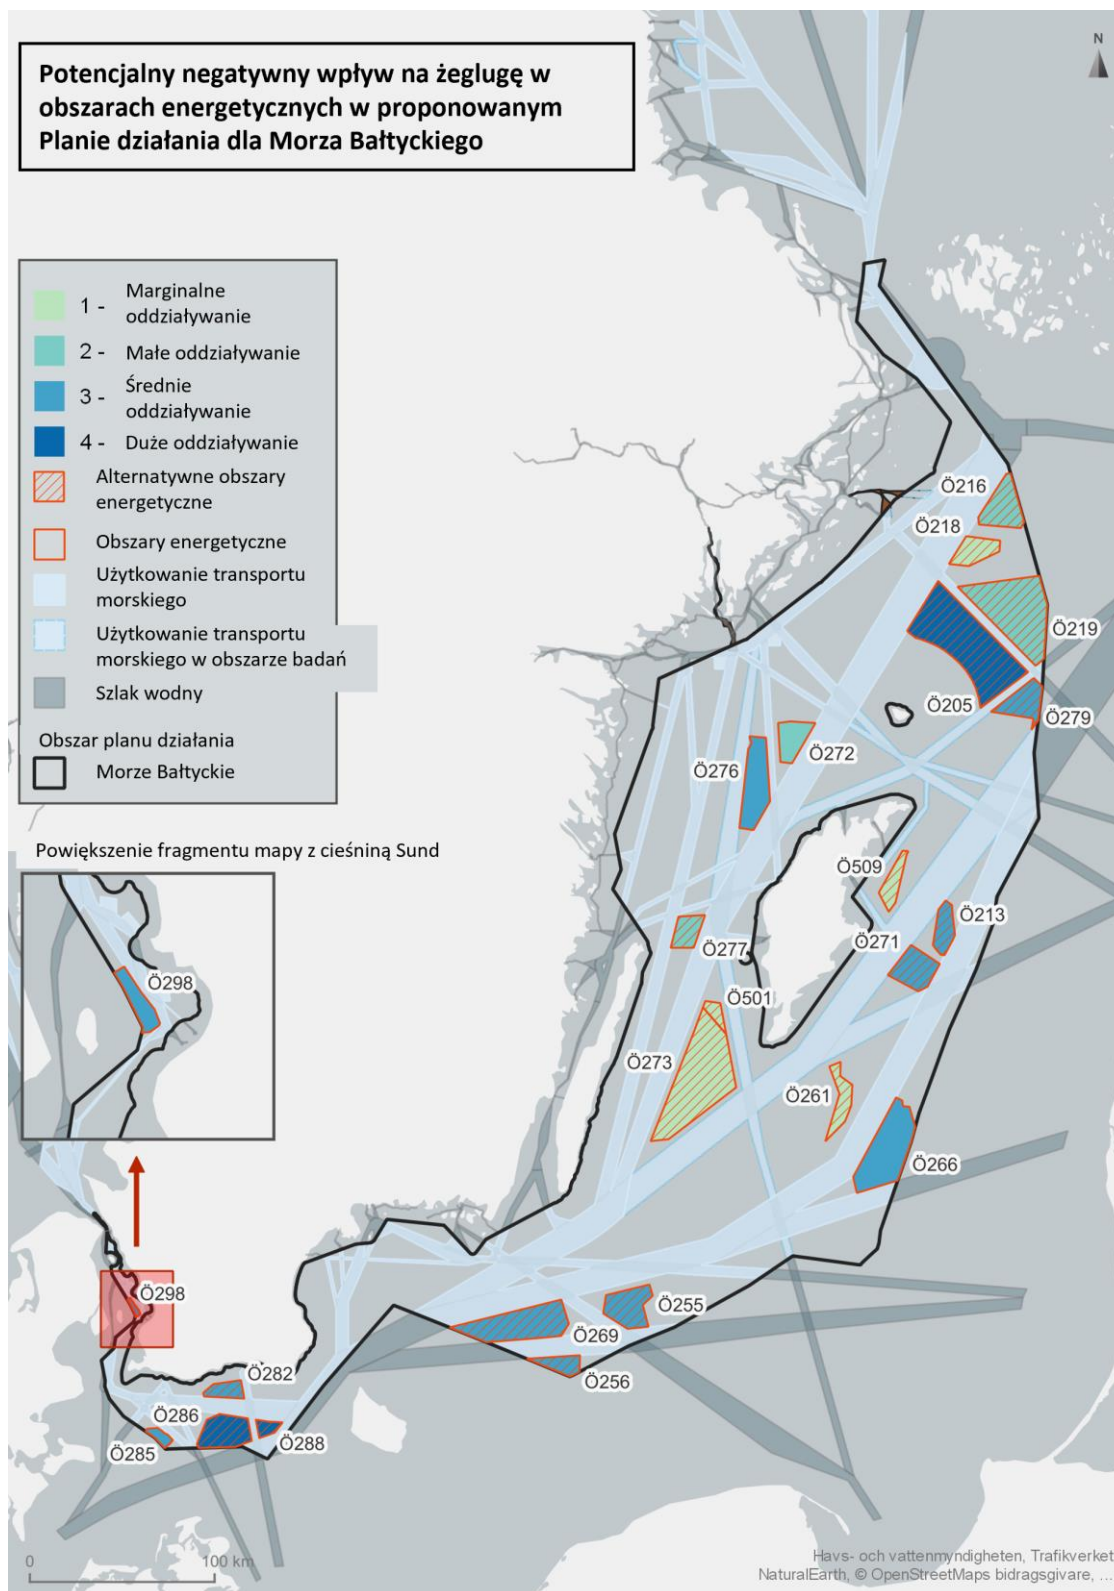 Potencjalny negatywny wpływ na żeglugę w
obszarach energetycznych w proponowanym
Planie działania dla Morza Bałtyckiego
N
1 - Marginalne
oddziaływanie
2 - Małe oddziaływanie
3 - Średnie
oddziaływanie
4 - Duże oddziaływanie
Alternatywne obszary
energetyczne
Obszary energetyczne
Użytkowanie transportu
morskiego
Użytkowanie transportu
morskiego w obszarze badań
Szlak wodny
Obszar planu działania
Morze Bałtyckie
Powiększenie fragmentu mapy z cieśniną Sund
Ö298
Ö216
Ö218
Ö219
Ö205
Ö279
Ö272
Ö276
Ö509
Ö213
Ö271
Ö277
Ö501
Ö273
Ö261
Ö266
Ö298
Ö255
Ö269
Ö256
Ö282
Ö286
Ö288
Ö285
0 100 km
Havs- och vattenmyndigheten, Trafikverket
NaturalEarth, © OpenStreetMaps bidragsgivare, ...